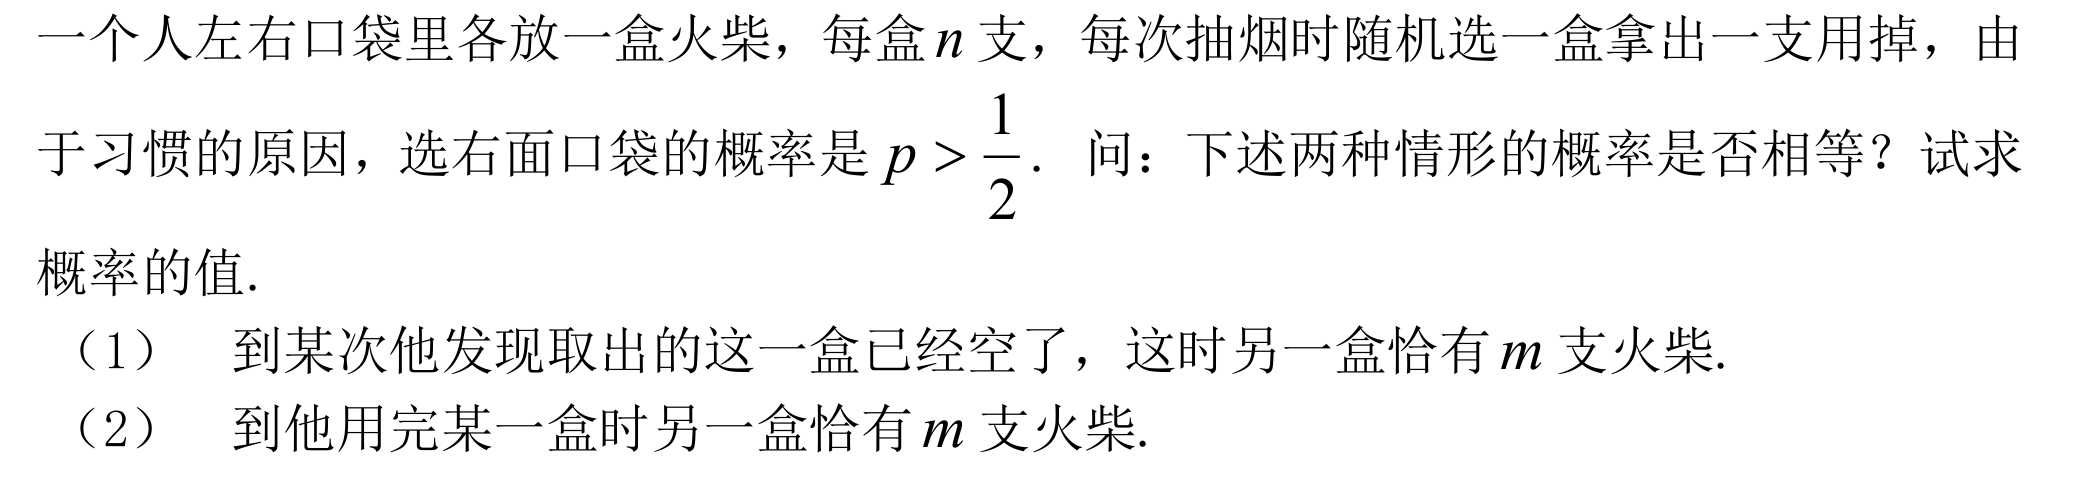 一个人左右口袋里各放一盒火柴，每盒 n 支，每次抽烟时随机选一盒拿出一支用掉，由
于习惯的原因，选右面口袋的概率是 p > 1/2 . 问：下述两种情形的概率是否相等？试求
概率的值.
（1） 到某次他发现取出的这一盒已经空了，这时另一盒恰有 m 支火柴.
（2） 到他用完某一盒时另一盒恰有 m 支火柴.